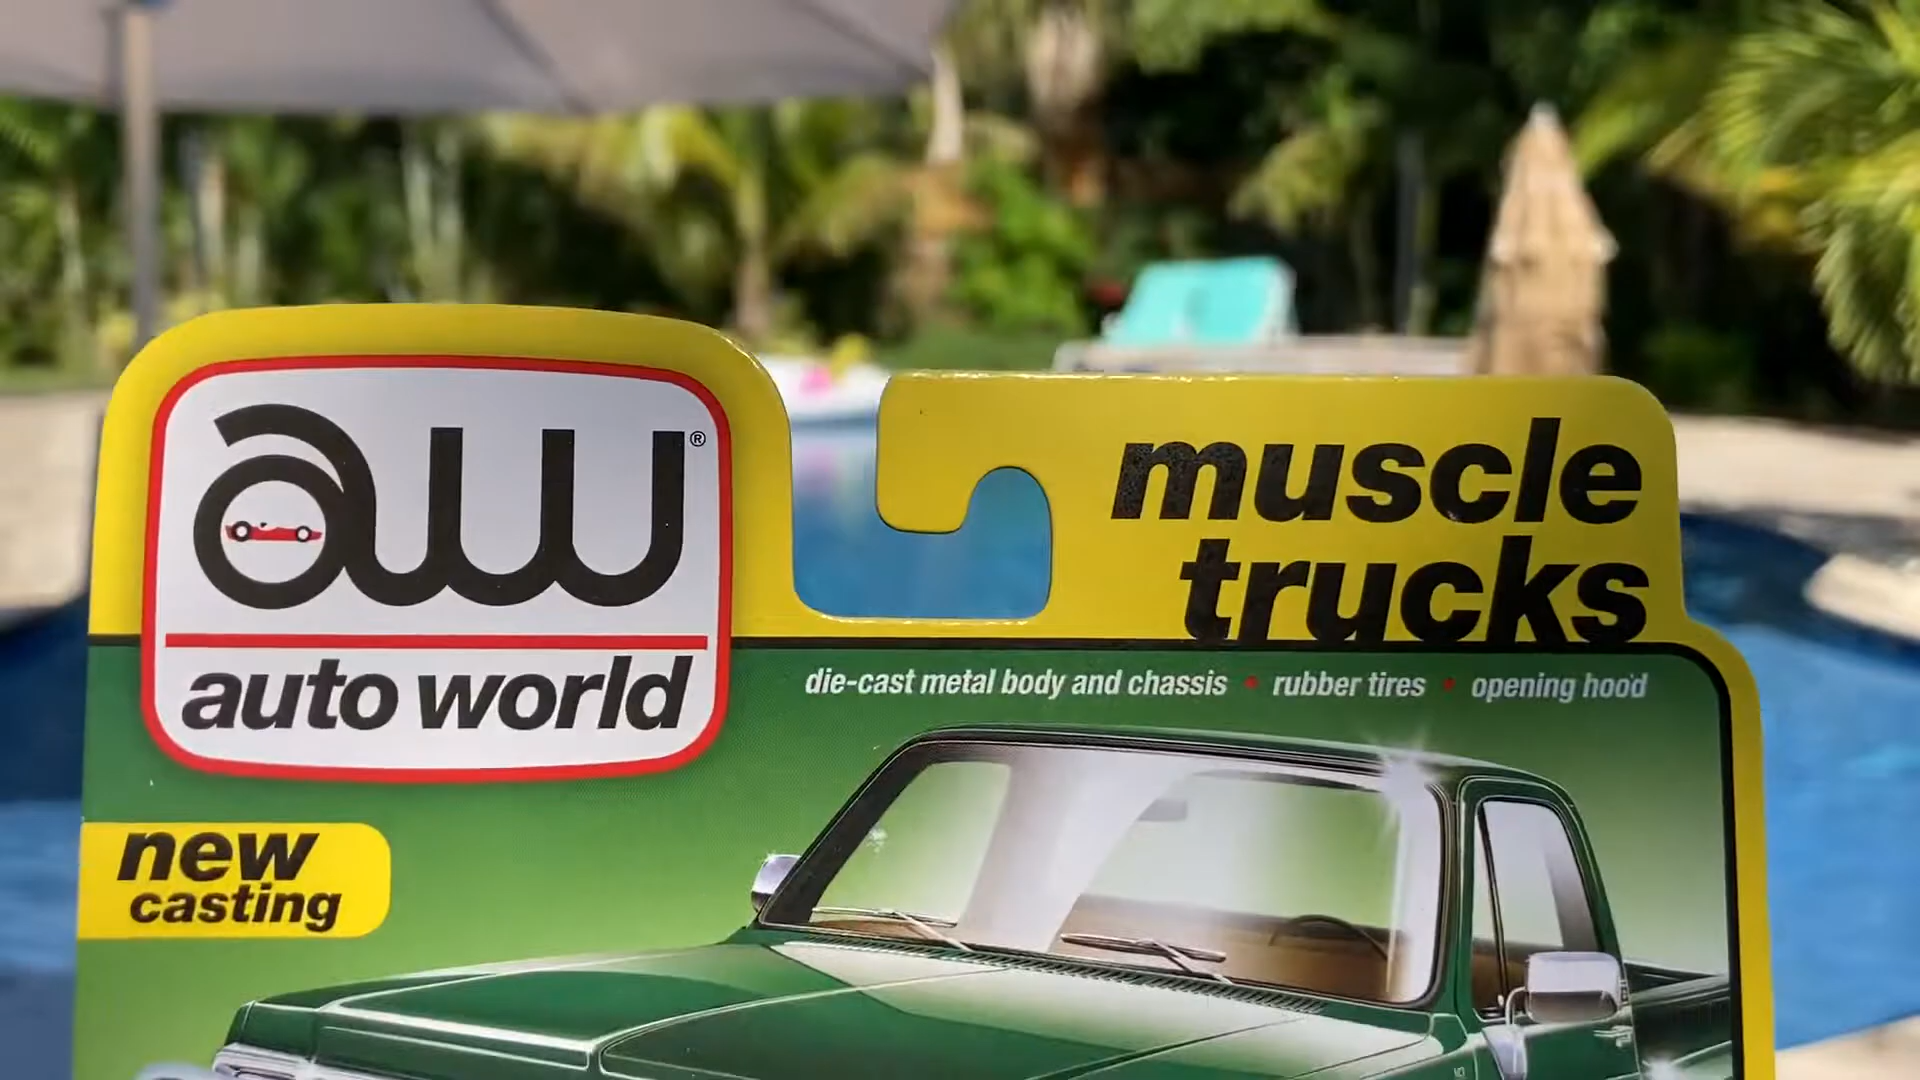 aw®
auto world
muscle
trucks
die-cast metal body and chassis • rubber tires • opening hood
new
casting